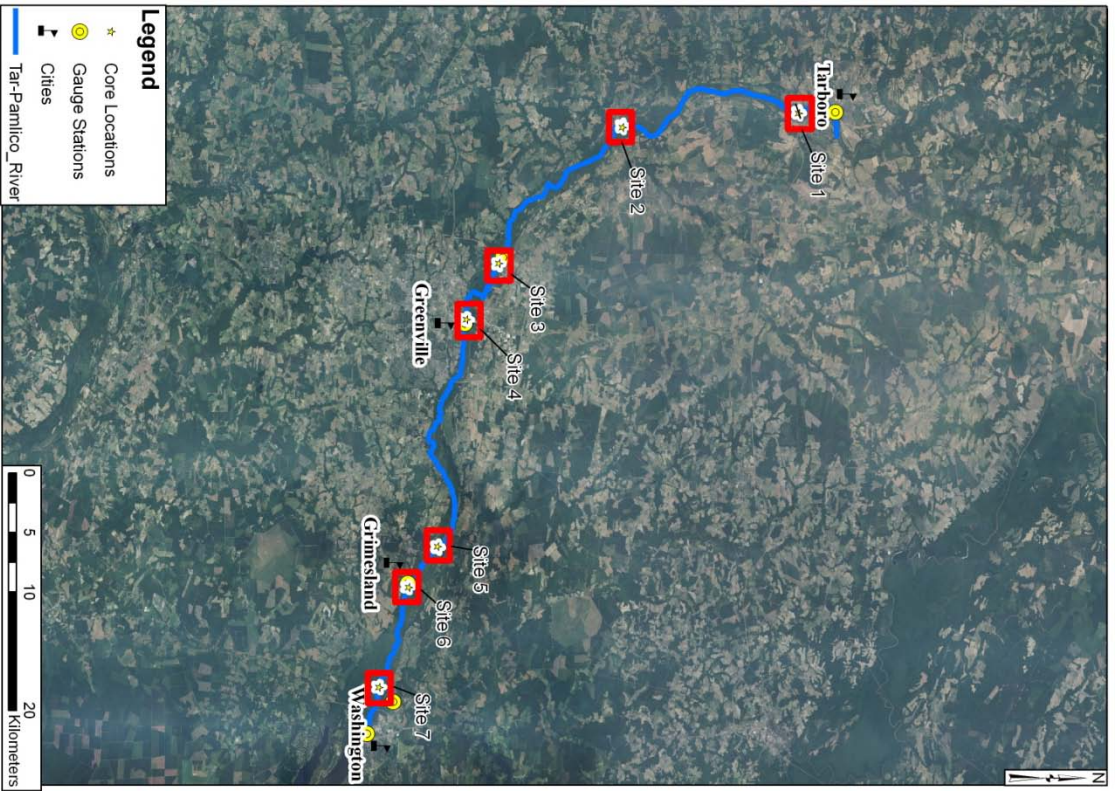 N
Tarboro
Site 1
Site 2
Site 3
Site 4
Greenville
Site 5
Grimesland
Site 6
Site 7
Washington
Legend
Core Locations
Gauge Stations
Cities
Tar-Pamlico_River
0 5 10 20
Kilometers